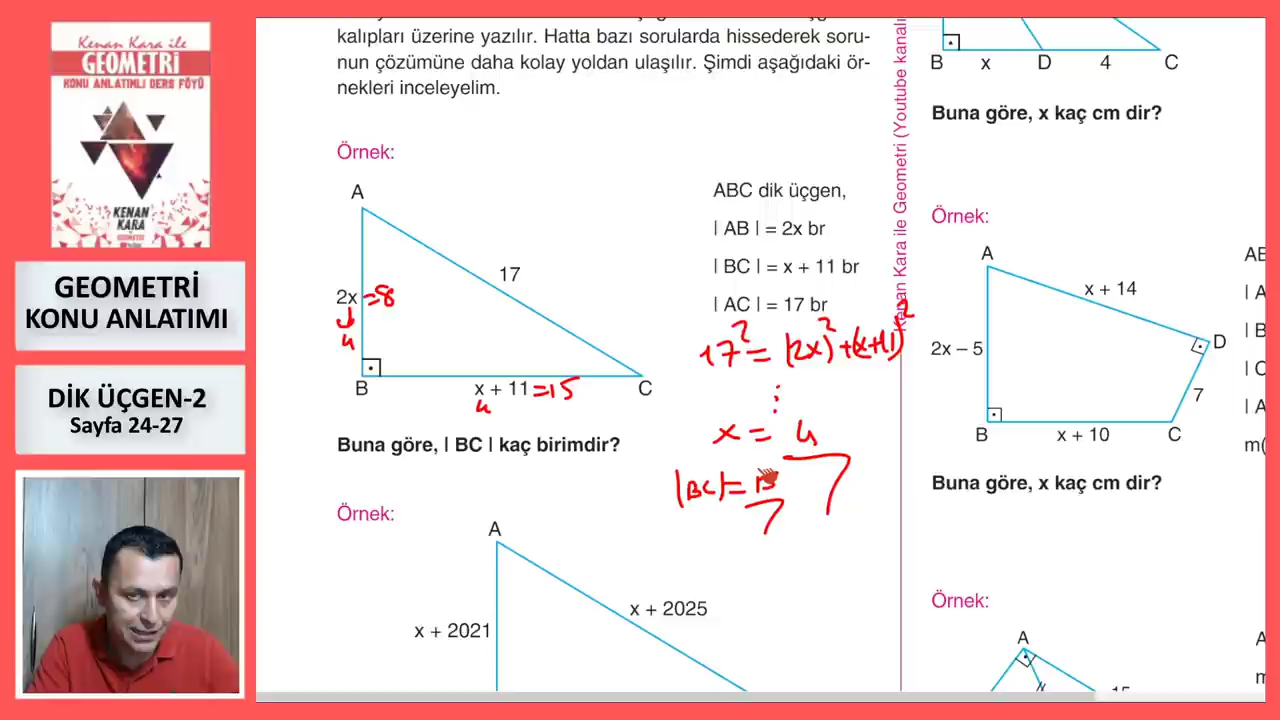 Kenan Kara ile
GEOMETRİ
KONU ANLATIMLI DERS FÖYÜ
KENAN
KARA
GEOMETRİ
KONU ANLATIMI
DİK ÜÇGEN-2
Sayfa 24-27
kalıpları üzerine yazılır. Hatta bazı sorularda hissederek soru-
nun çözümüne daha kolay yoldan ulaşılır. Şimdi aşağıdaki ör-
nekleri inceleyelim.
Örnek:
A
17
2x =8
4
B
x + 11 =15
4
C
ABC dik üçgen,
| AB | = 2x br
| BC | = x + 11 br
| AC | = 17 br
17² = (2x)² + (x+11)²
⋮
x = 4
|BC| = 15
Buna göre, | BC | kaç birimdir?
Örnek:
A
x + 2025
x + 2021
Kenan Kara ile Geometri (Youtube kanalı
B x D 4 C
Buna göre, x kaç cm dir?
Örnek:
A
x + 14
D
2x – 5
7
B
x + 10
C
Buna göre, x kaç cm dir?
Örnek:
A
15